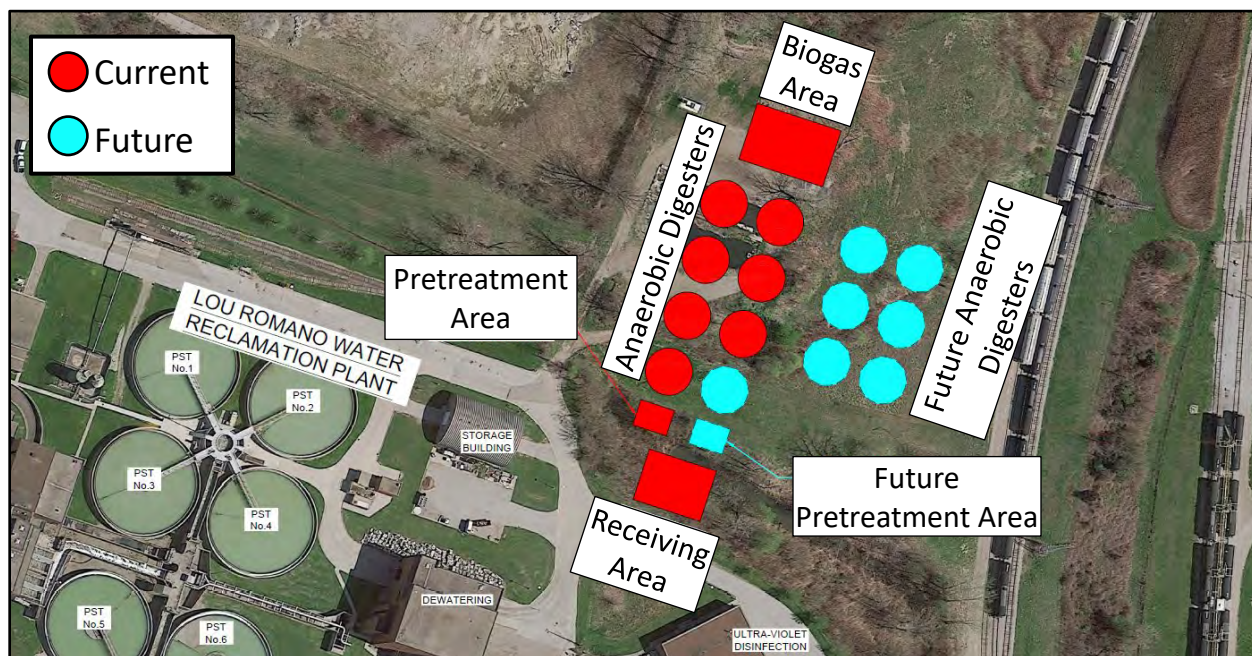 Current
Future
Biogas
Area
Anaerobic Digesters
Future Anaerobic
Digesters
Pretreatment
Area
LOU ROMANO WATER
RECLAMATION PLANT
PST
No.1
PST
No.2
PST
No.3
PST
No.4
STORAGE
BUILDING
Future
Pretreatment Area
Receiving
Area
DEWATERING
PST
No.5
PST
No.6
ULTRA-VIOLET
DISINFECTION